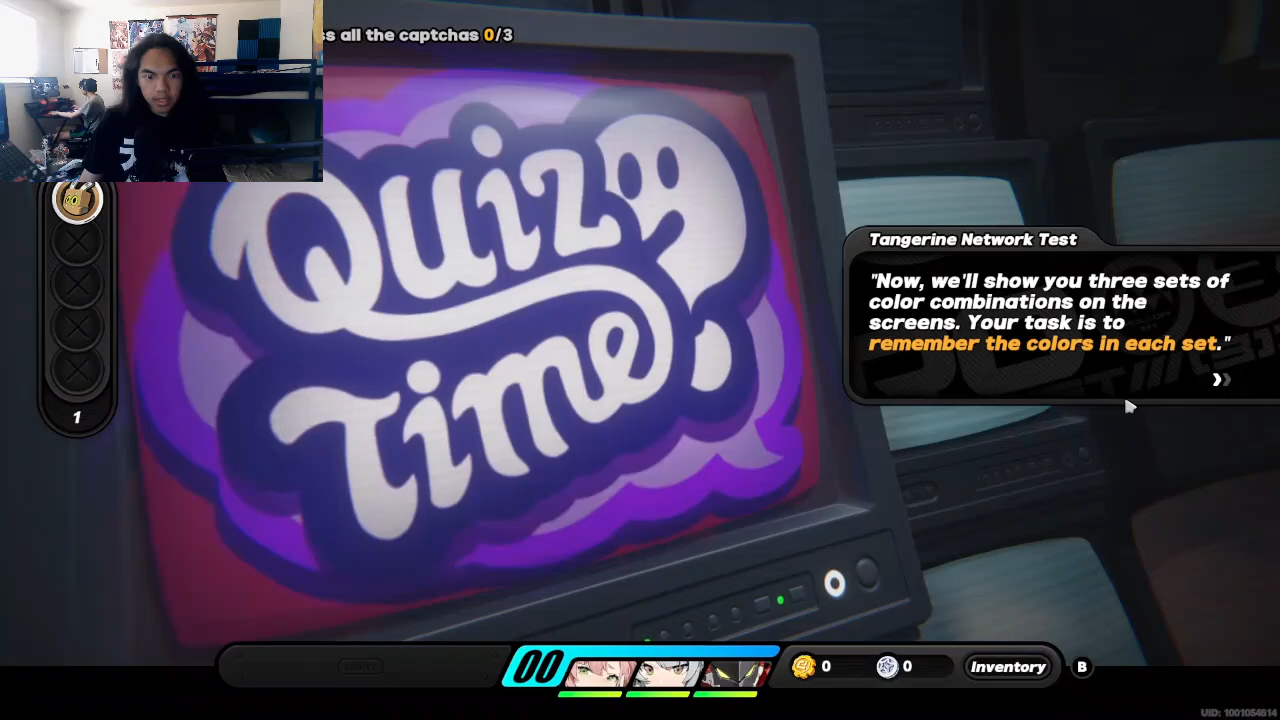 s all the captchas 0/3
Quiz
Time
Tangerine Network Test
"Now, we'll show you three sets of
color combinations on the
screens. Your task is to
remember the colors in each set."
1
EMPTY
00
0
0
Inventory
B
UID: 1001054614